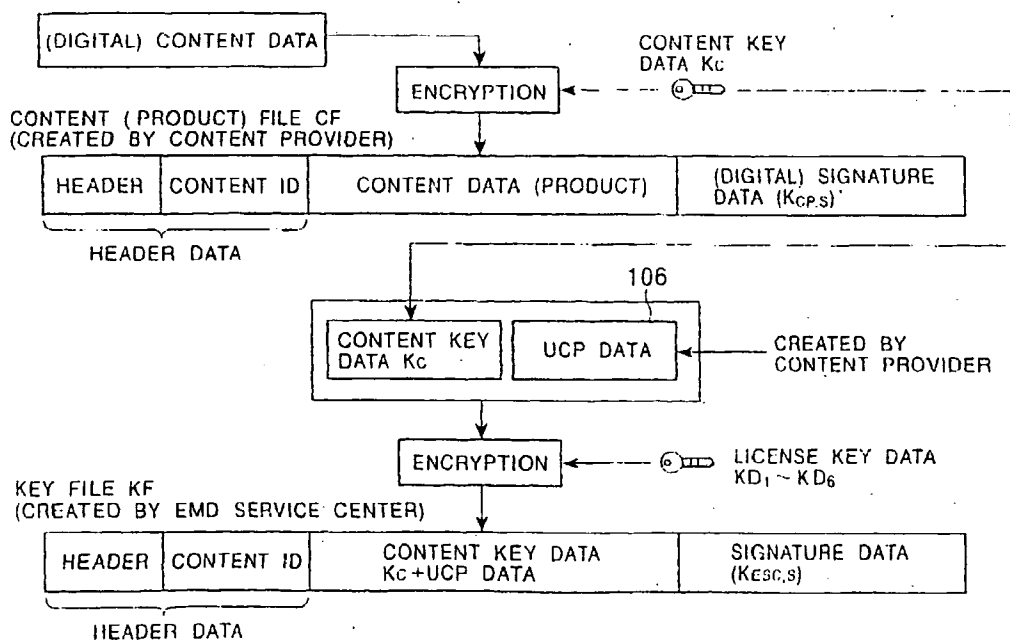 (DIGITAL) CONTENT DATA
CONTENT KEY
DATA Kc
ENCRYPTION
CONTENT (PRODUCT) FILE CF
(CREATED BY CONTENT PROVIDER)
HEADER
CONTENT ID
CONTENT DATA (PRODUCT)
(DIGITAL) SIGNATURE
DATA (KCP,S)
HEADER DATA
106
CONTENT KEY
DATA Kc
UCP DATA
CREATED BY
CONTENT PROVIDER
ENCRYPTION
LICENSE KEY DATA
KD1 ~ KD6
KEY FILE KF
(CREATED BY EMD SERVICE CENTER)
HEADER
CONTENT ID
CONTENT KEY DATA
Kc+UCP DATA
SIGNATURE DATA
(KESC,S)
HEADER DATA